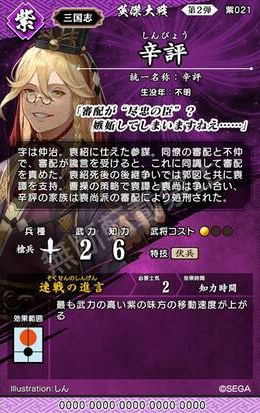 紫
三国志
英傑大戦
第2弾
紫021
しんぴょう
辛評
統一名称：辛評
生没年：不明
「審配が“尽忠の臣”？
嫉妬してしまいますねえ……」
字は仲治。袁紹に仕えた参謀。同僚の審配と不仲
で、審配が讒言を受けると、これに同調して審配
を責めた。袁紹死後の後継争いでは郭図と共に袁
譚を支持。曹操の策略で袁譚と袁尚は争い合い、
辛評の家族は袁尚派の審配により処刑された。
兵種 武力 知力 武将コスト
槍兵 2 6 特技 伏兵
そくせんのしんげん
速戦の進言
必要士気 2
効果時間 知力時間
効果範囲
最も武力の高い紫の味方の移動速度が上が
る
Illustration:しん
©SEGA
0000-0000-0000-0000-0000